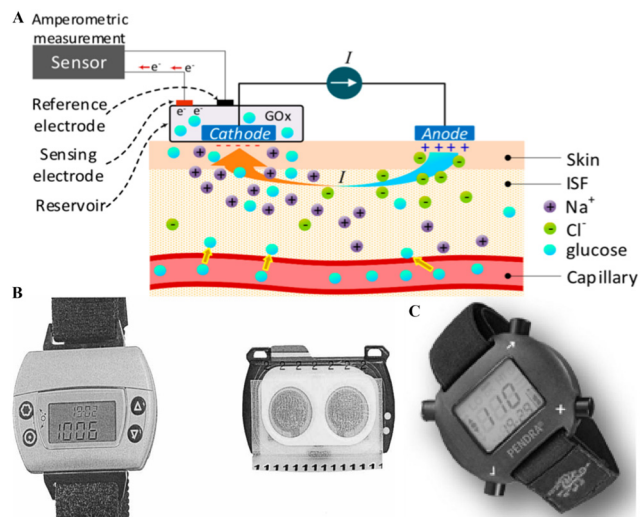 A
Amperometric
measurement
Sensor
e⁻ e⁻
I
Reference
electrode
e⁻ e⁻
GOx
Cathode
Anode
Sensing
electrode
Reservoir
I
Skin
ISF
Na⁺
Cl⁻
glucose
Capillary
B
1006
C
110
PENDRA